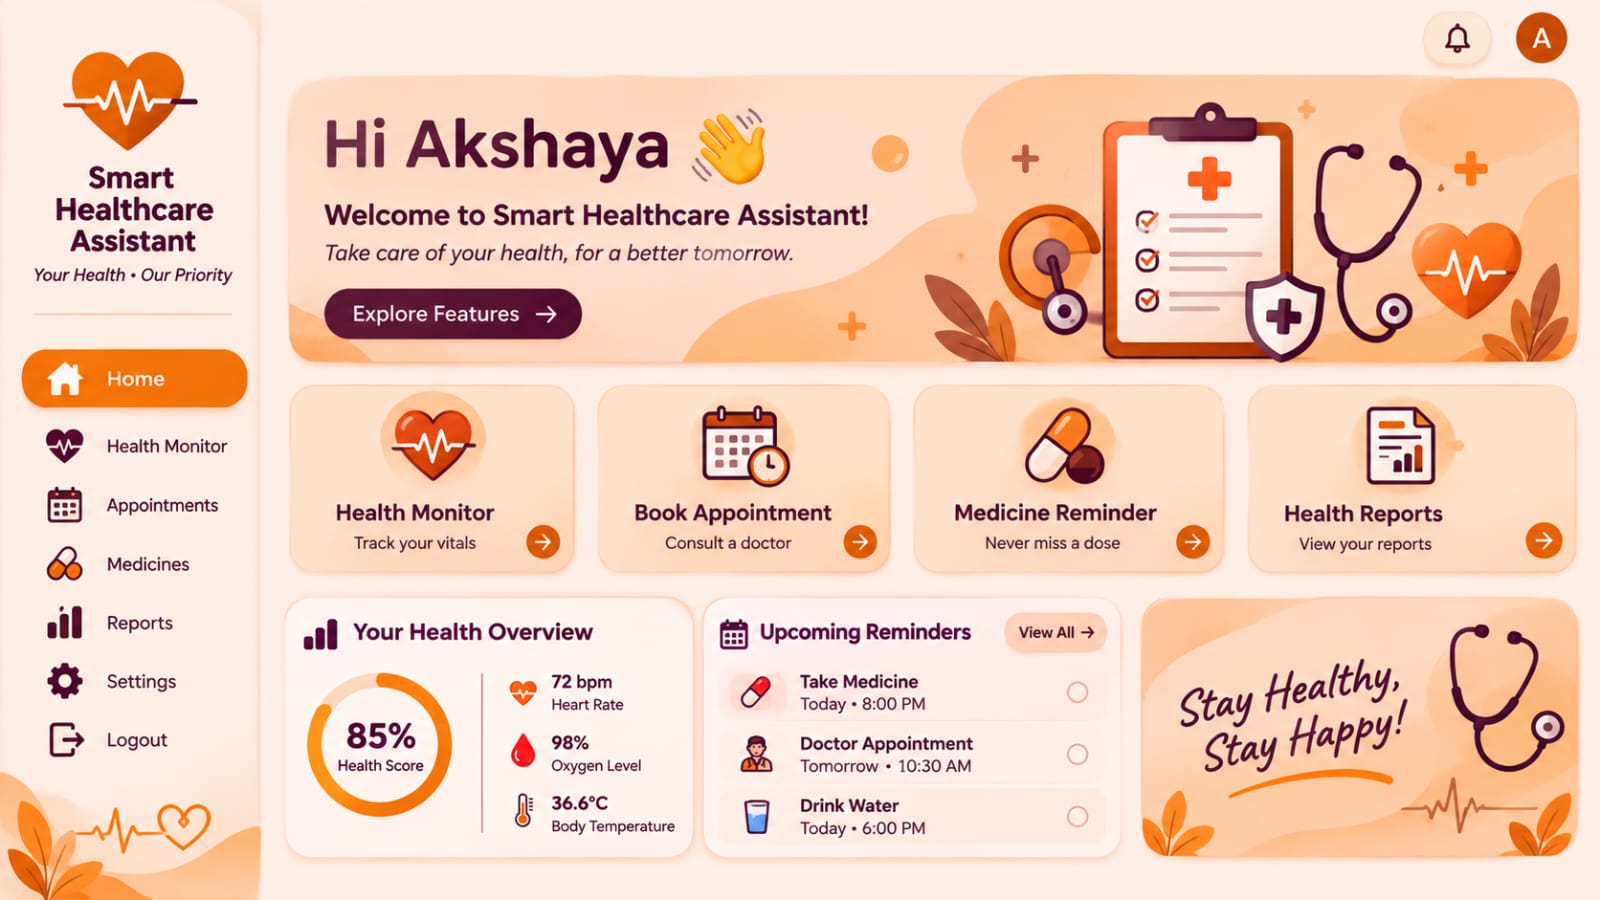 Smart
Healthcare
Assistant
Your Health • Our Priority
Home
Health Monitor
Appointments
Medicines
Reports
Settings
Logout
A
Hi Akshaya 👋
Welcome to Smart Healthcare Assistant!
Take care of your health, for a better tomorrow.
Explore Features →
Health Monitor
Track your vitals
Book Appointment
Consult a doctor
Medicine Reminder
Never miss a dose
Health Reports
View your reports
Your Health Overview
85%
Health Score
72 bpm
Heart Rate
98%
Oxygen Level
36.6°C
Body Temperature
Upcoming Reminders
View All →
Take Medicine
Today • 8:00 PM
Doctor Appointment
Tomorrow • 10:30 AM
Drink Water
Today • 6:00 PM
Stay Healthy,
Stay Happy!